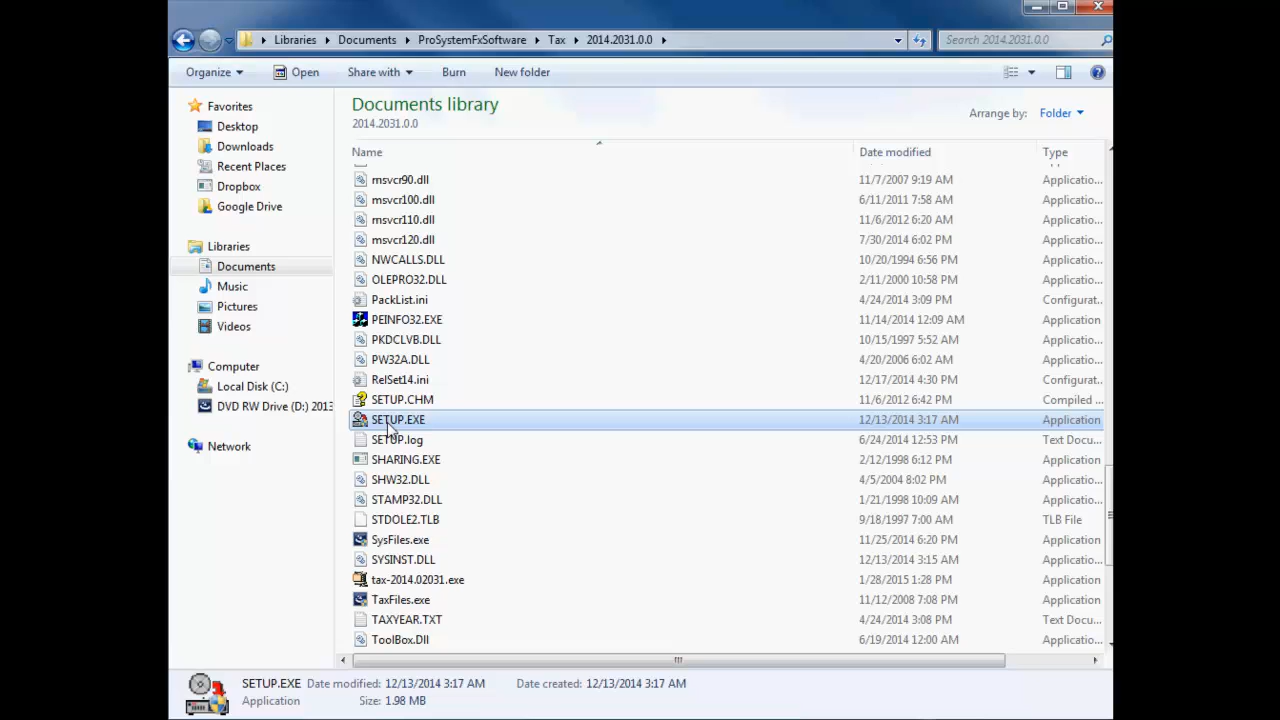 Libraries Documents ProSystemFxSoftware Tax 2014.2031.0.0 Search 2014.2031.0.0
Organize Open Share with Burn New folder
Favorites
Desktop
Downloads
Recent Places
Dropbox
Google Drive
Libraries
Documents
Music
Pictures
Videos
Computer
Local Disk (C:)
DVD RW Drive (D:) 2013
Network
Documents library
2014.2031.0.0
Arrange by: Folder
Name Date modified Type
msvcr90.dll 11/7/2007 9:19 AM Applicatio...
msvcr100.dll 6/11/2011 7:58 AM Applicatio...
msvcr110.dll 11/6/2012 6:20 AM Applicatio...
msvcr120.dll 7/30/2014 6:02 PM Applicatio...
NWCALLS.DLL 10/20/1994 6:56 PM Applicatio...
OLEPRO32.DLL 2/11/2000 10:58 PM Applicatio...
PackList.ini 4/24/2014 3:09 PM Configurat...
PEINFO32.EXE 11/14/2014 12:09 AM Application
PKDCLVB.DLL 10/15/1997 5:52 AM Applicatio...
PW32A.DLL 4/20/2006 6:02 AM Applicatio...
RelSet14.ini 12/17/2014 4:30 PM Configurat...
SETUP.CHM 11/6/2012 6:42 PM Compiled ...
SETUP.EXE 12/13/2014 3:17 AM Application
SETUP.log 6/24/2014 12:53 PM Text Docu...
SHARING.EXE 2/12/1998 6:12 PM Application
SHW32.DLL 4/5/2004 8:02 PM Applicatio...
STAMP32.DLL 1/21/1998 10:09 AM Applicatio...
STDOLE2.TLB 9/18/1997 7:00 AM TLB File
SysFiles.exe 11/25/2014 6:20 PM Application
SYSINST.DLL 12/13/2014 3:15 AM Applicatio...
tax-2014.02031.exe 1/28/2015 1:28 PM Application
TaxFiles.exe 11/12/2008 7:08 PM Application
TAXYEAR.TXT 4/24/2014 3:08 PM Text Docu...
ToolBox.Dll 6/19/2014 12:00 AM Applicatio...
SETUP.EXE Date modified: 12/13/2014 3:17 AM Date created: 12/13/2014 3:17 AM
Application Size: 1.98 MB